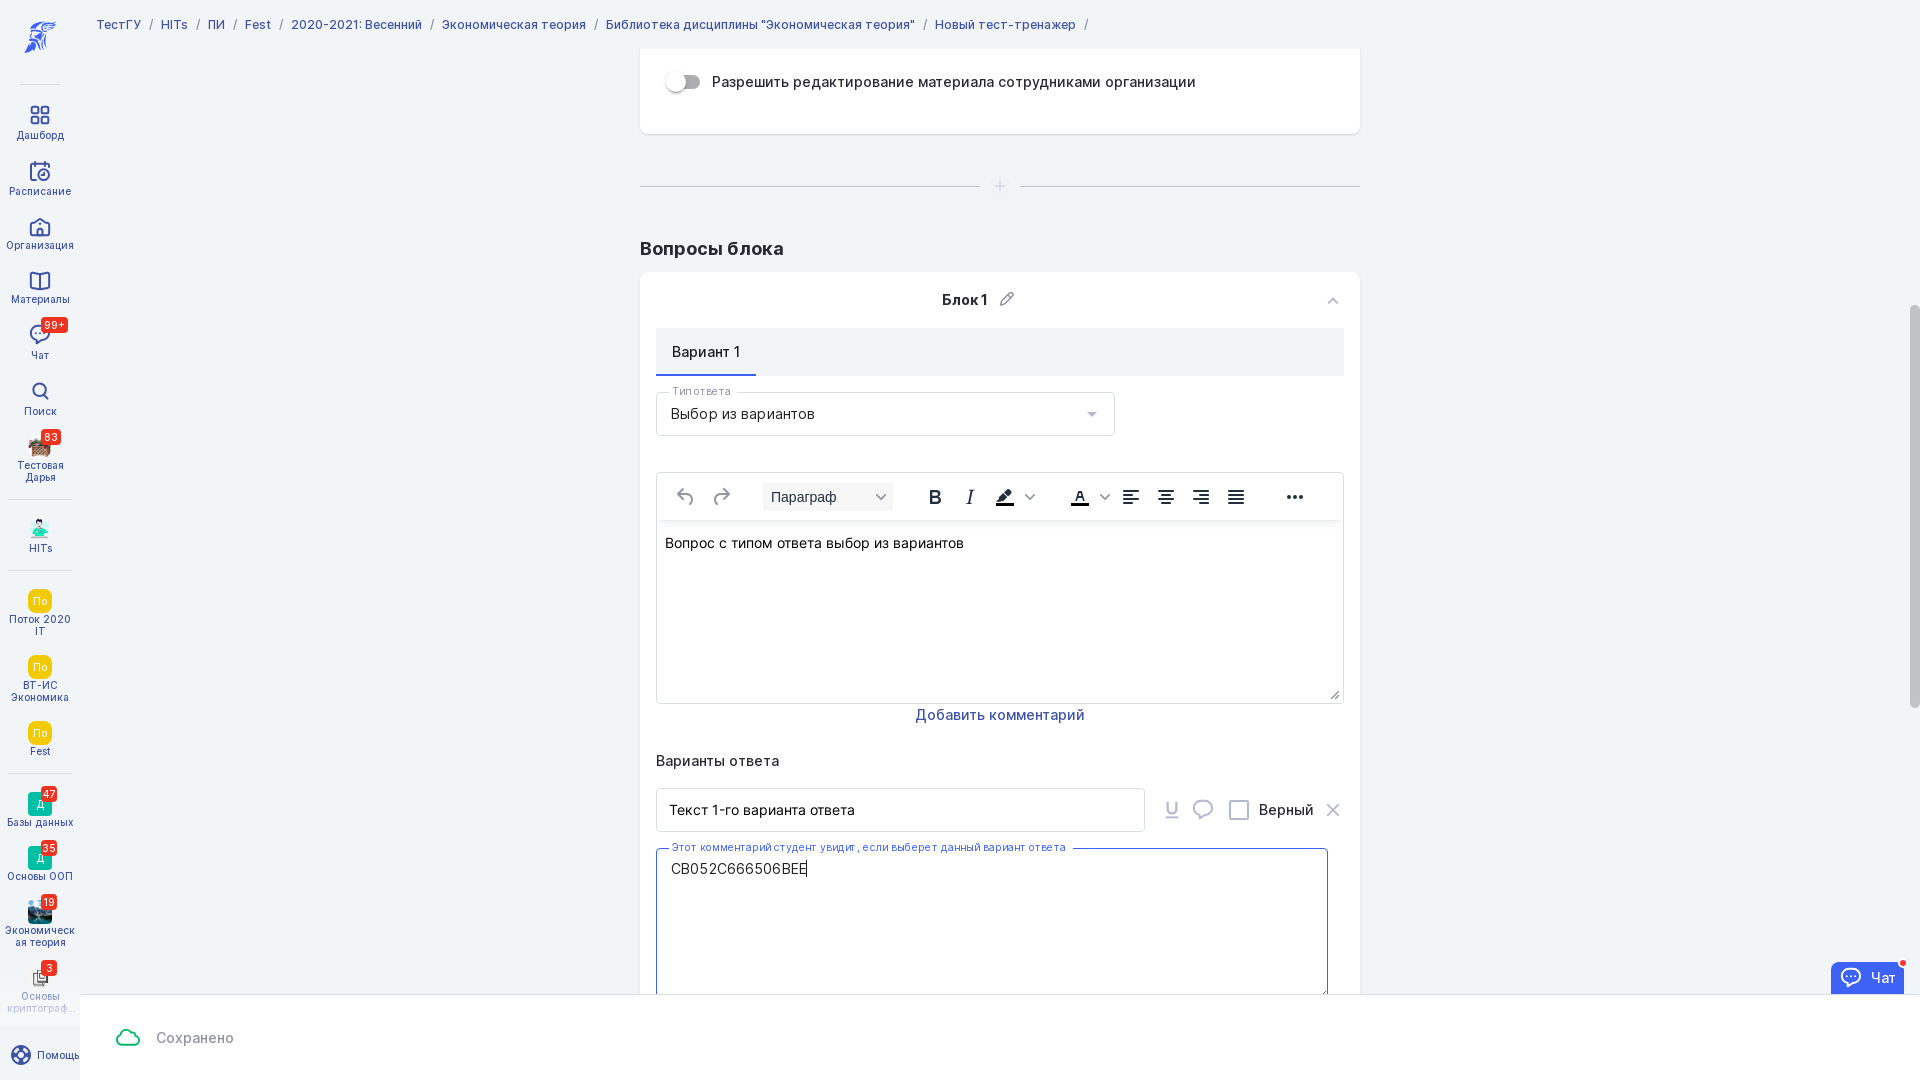 ТестГУ / HITs / ПИ / Fest / 2020-2021: Весенний / Экономическая теория / Библиотека дисциплины "Экономическая теория" / Новый тест-тренажер /
Дашборд
Расписание
Организация
Материалы
99+
Чат
Поиск
83
Тестовая
Дарья
HITs
По
Поток 2020
IT
По
ВТ-ИС
Экономика
По
Fest
47
Д
Базы данных
35
Д
Основы ООП
19
Экономическ
ая теория
3
Основы
криптограф...
Помощь
Разрешить редактирование материала сотрудниками организации
Вопросы блока
Блок 1
Вариант 1
Тип ответа
Выбор из вариантов
Параграф
B I A
Вопрос с типом ответа выбор из вариантов
Добавить комментарий
Варианты ответа
Текст 1-го варианта ответа
Верный
Этот комментарий студент увидит, если выберет данный вариант ответа
CB052C666506BEE
Чат
Сохранено